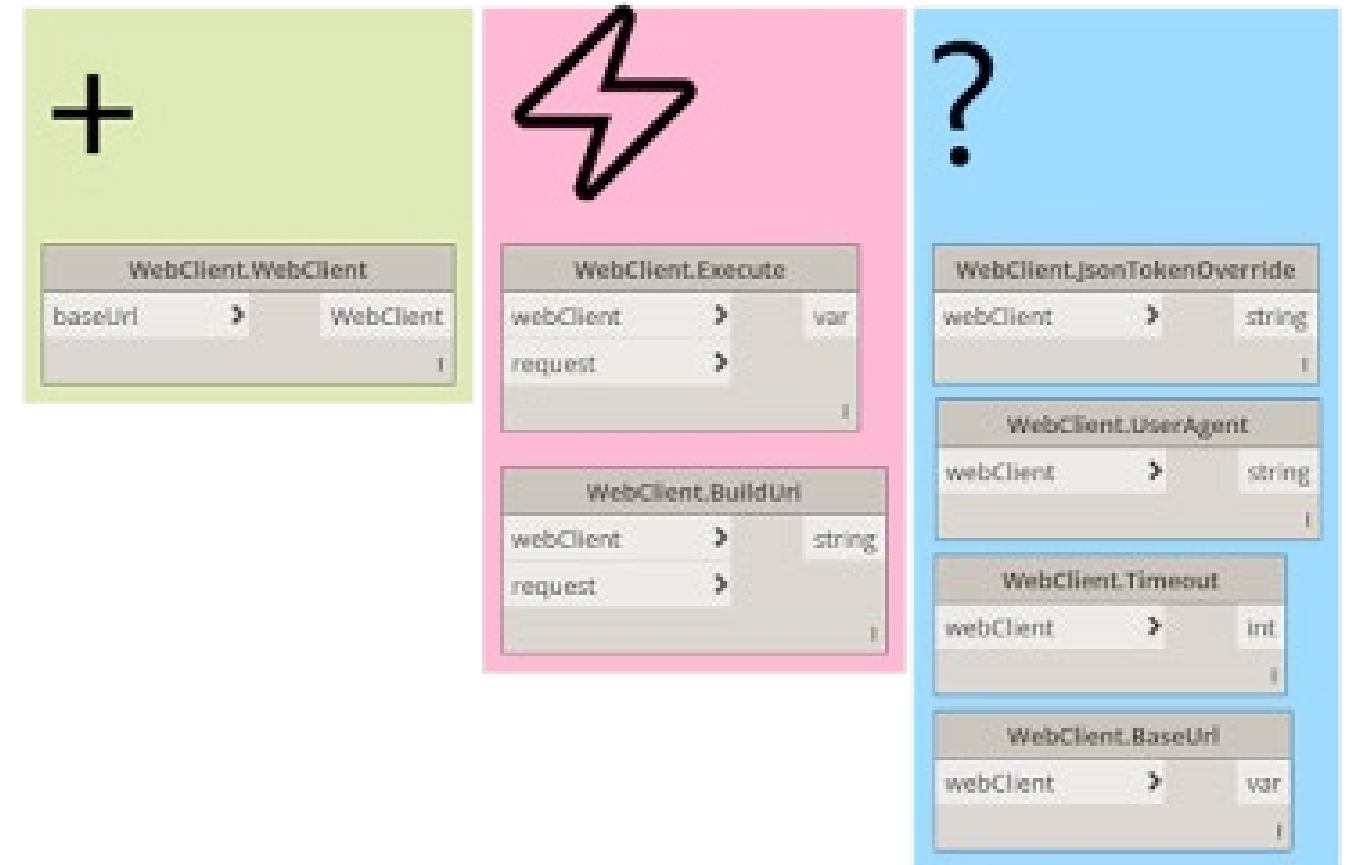 +
WebClient.WebClient
baseUrl > WebClient
I
WebClient.Execute
webClient > var
request >
I
WebClient.BuildUri
webClient > string
request >
I
?
WebClient.JsonTokenOverride
webClient > string
I
WebClient.UserAgent
webClient > string
I
WebClient.Timeout
webClient > int
I
WebClient.BaseUrl
webClient > var
I